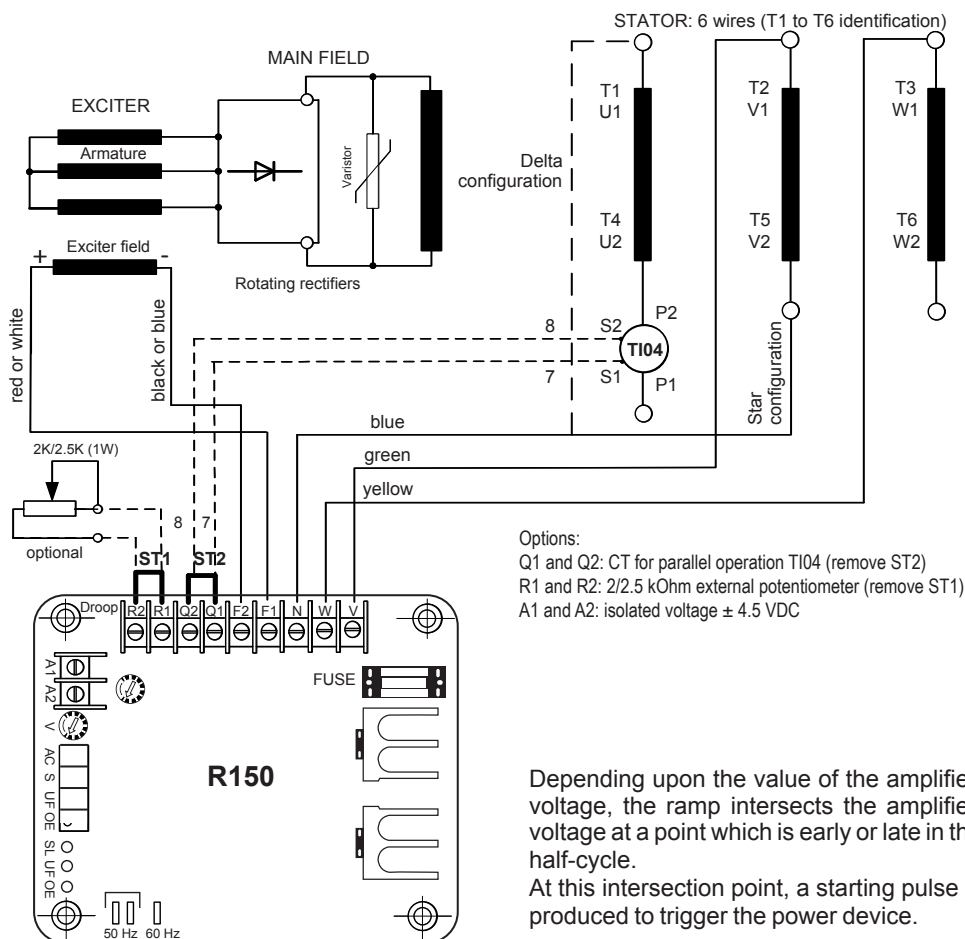 STATOR: 6 wires (T1 to T6 identification)
MAIN FIELD
EXCITER
Armature
Varistor
T1
U1
T2
V1
T3
W1
Delta
configuration
T4
U2
T5
V2
T6
W2
+
Exciter field
-
Rotating rectifiers
red or white
black or blue
8
S2
P2
TI04
7
S1
P1
Star
configuration
blue
green
yellow
2K/2.5K (1W)
optional
8
7
ST1
ST2
Options:
Q1 and Q2: CT for parallel operation TI04 (remove ST2)
R1 and R2: 2/2.5 kOhm external potentiometer (remove ST1)
A1 and A2: isolated voltage ± 4.5 VDC
Droop
R2 R1 Q2 Q1 F2 F1 N W V
A1
A2
FUSE
V
AC
S
UF
OE
R150
SL
UF
OE
50 Hz 60 Hz
Depending upon the value of the amplifie
voltage, the ramp intersects the amplifie
voltage at a point which is early or late in th
half-cycle.
At this intersection point, a starting pulse
produced to trigger the power device.